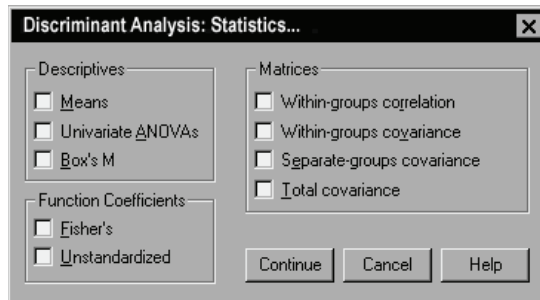 Discriminant Analysis: Statistics...
Descriptives
Means
Univariate ANOVAs
Box's M
Function Coefficients
Fisher's
Unstandardized
Matrices
Within-groups correlation
Within-groups covariance
Separate-groups covariance
Total covariance
Continue
Cancel
Help